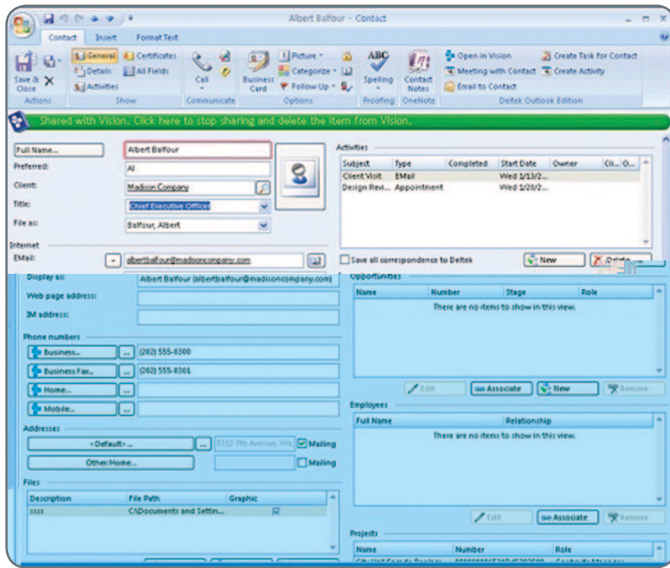 Albert Balfour - Contact
Contact Insert Format Text
Save & Close
General
Details
Activities
Certificates
All Fields
Call
Business Card
Picture
Categorize
Follow Up
ABC
Spelling
Contact Notes
Open in Vision
Meeting with Contact
Email to Contact
Create Task for Contact
Create Activity
Actions Show Communicate Options Proofing OneNote Deltek Outlook Edition
Shared with Vision. Click here to stop sharing and delete the item from Vision.
Full Name... Albert Balfour
Preferred: Al
Client: Madison Company
Title: Chief Executive Officer
File as: Balfour, Albert
Internet
EMail: albertbalfour@madisoncompany.com
Display as: Albert Balfour (albertbalfour@madisoncompany.com)
Web page address:
IM address:
Phone numbers
Business... ... (202) 555-8300
Business Fax... ... (202) 555-8301
Home... ...
Mobile... ...
Addresses
<Default>... ... 7th Avenue, Mailing
Other/Home... Mailing
Files
Description File Path Graphic
ssss C:\Documents and Settin...
Activities
Subject Type Completed Start Date Owner Cli... O...
Client Visit EMail Wed 1/13/2...
Design Revi... Appointment Wed 1/20/2...
Save all correspondence to Deltek New Delete
Opportunities
Name Number Stage Role
There are no items to show in this view.
Edit Associate New Remove
Employees
Full Name Relationship
There are no items to show in this view.
Edit Associate Remove
Projects
Name Number Role